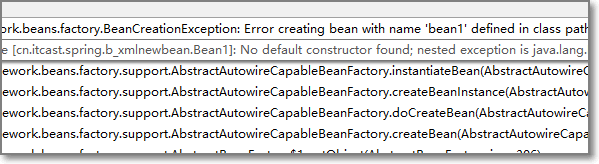 ork.beans.factory.BeanCreationException: Error creating bean with name 'bean1' defined in class path
e [cn.itcast.spring.b_xmlnewbean.Bean1]: No default constructor found; nested exception is java.lang.
ework.beans.factory.support.AbstractAutowireCapableBeanFactory.instantiateBean(AbstractAutowireC
ework.beans.factory.support.AbstractAutowireCapableBeanFactory.createBeanInstance(AbstractAutow
ework.beans.factory.support.AbstractAutowireCapableBeanFactory.doCreateBean(AbstractAutowireCa
ework.beans.factory.support.AbstractAutowireCapableBeanFactory.createBean(AbstractAutowireCapa